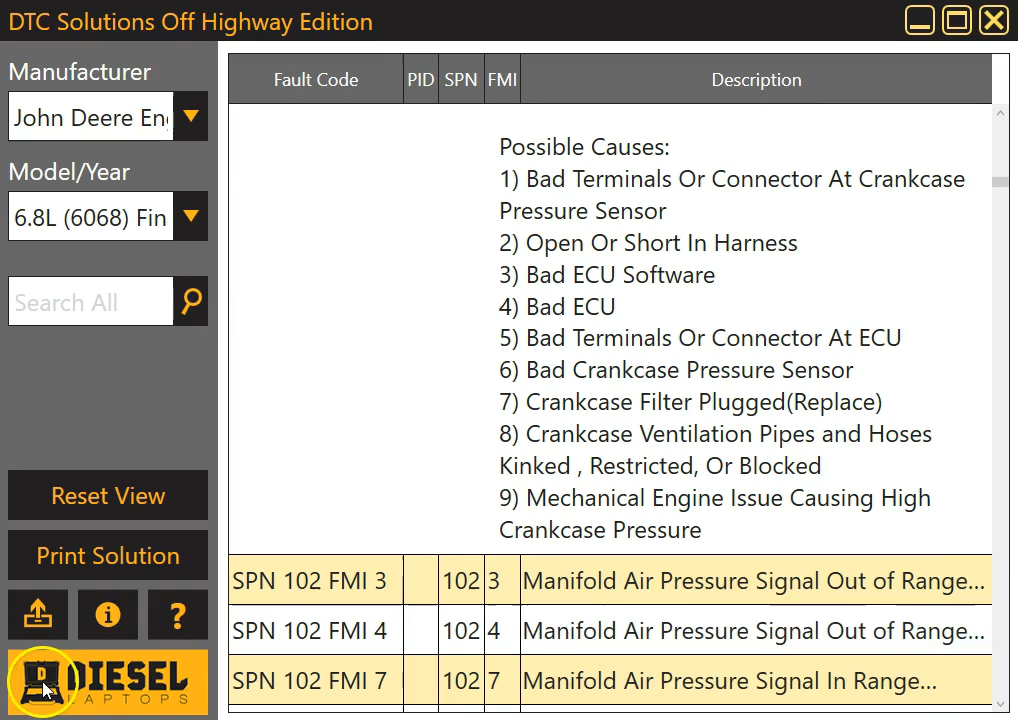 DTC Solutions Off Highway Edition
Manufacturer
John Deere En
Model/Year
6.8L (6068) Fin
Search All
Reset View
Print Solution
i
?
D DIESEL
LAPTOPS
Fault Code PID SPN FMI Description
Possible Causes:
1) Bad Terminals Or Connector At Crankcase
Pressure Sensor
2) Open Or Short In Harness
3) Bad ECU Software
4) Bad ECU
5) Bad Terminals Or Connector At ECU
6) Bad Crankcase Pressure Sensor
7) Crankcase Filter Plugged(Replace)
8) Crankcase Ventilation Pipes and Hoses
Kinked , Restricted, Or Blocked
9) Mechanical Engine Issue Causing High
Crankcase Pressure
SPN 102 FMI 3 102 3 Manifold Air Pressure Signal Out of Range...
SPN 102 FMI 4 102 4 Manifold Air Pressure Signal Out of Range...
SPN 102 FMI 7 102 7 Manifold Air Pressure Signal In Range...